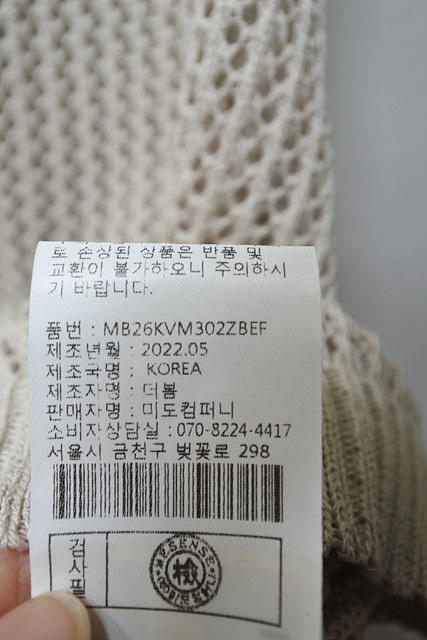 로 손상된 상품은 반품 및
교환이 불가하오니 주의하시
기 바랍니다.
품번 : MB26KVM302ZBEF
제조년월 : 2022.05
제조국명 : KOREA
제조자명 : 더봄
판매자명 : 미도컴퍼니
소비자상담실 : 070-8224-4417
서울시 금천구 벚꽃로 298
검사필
檢